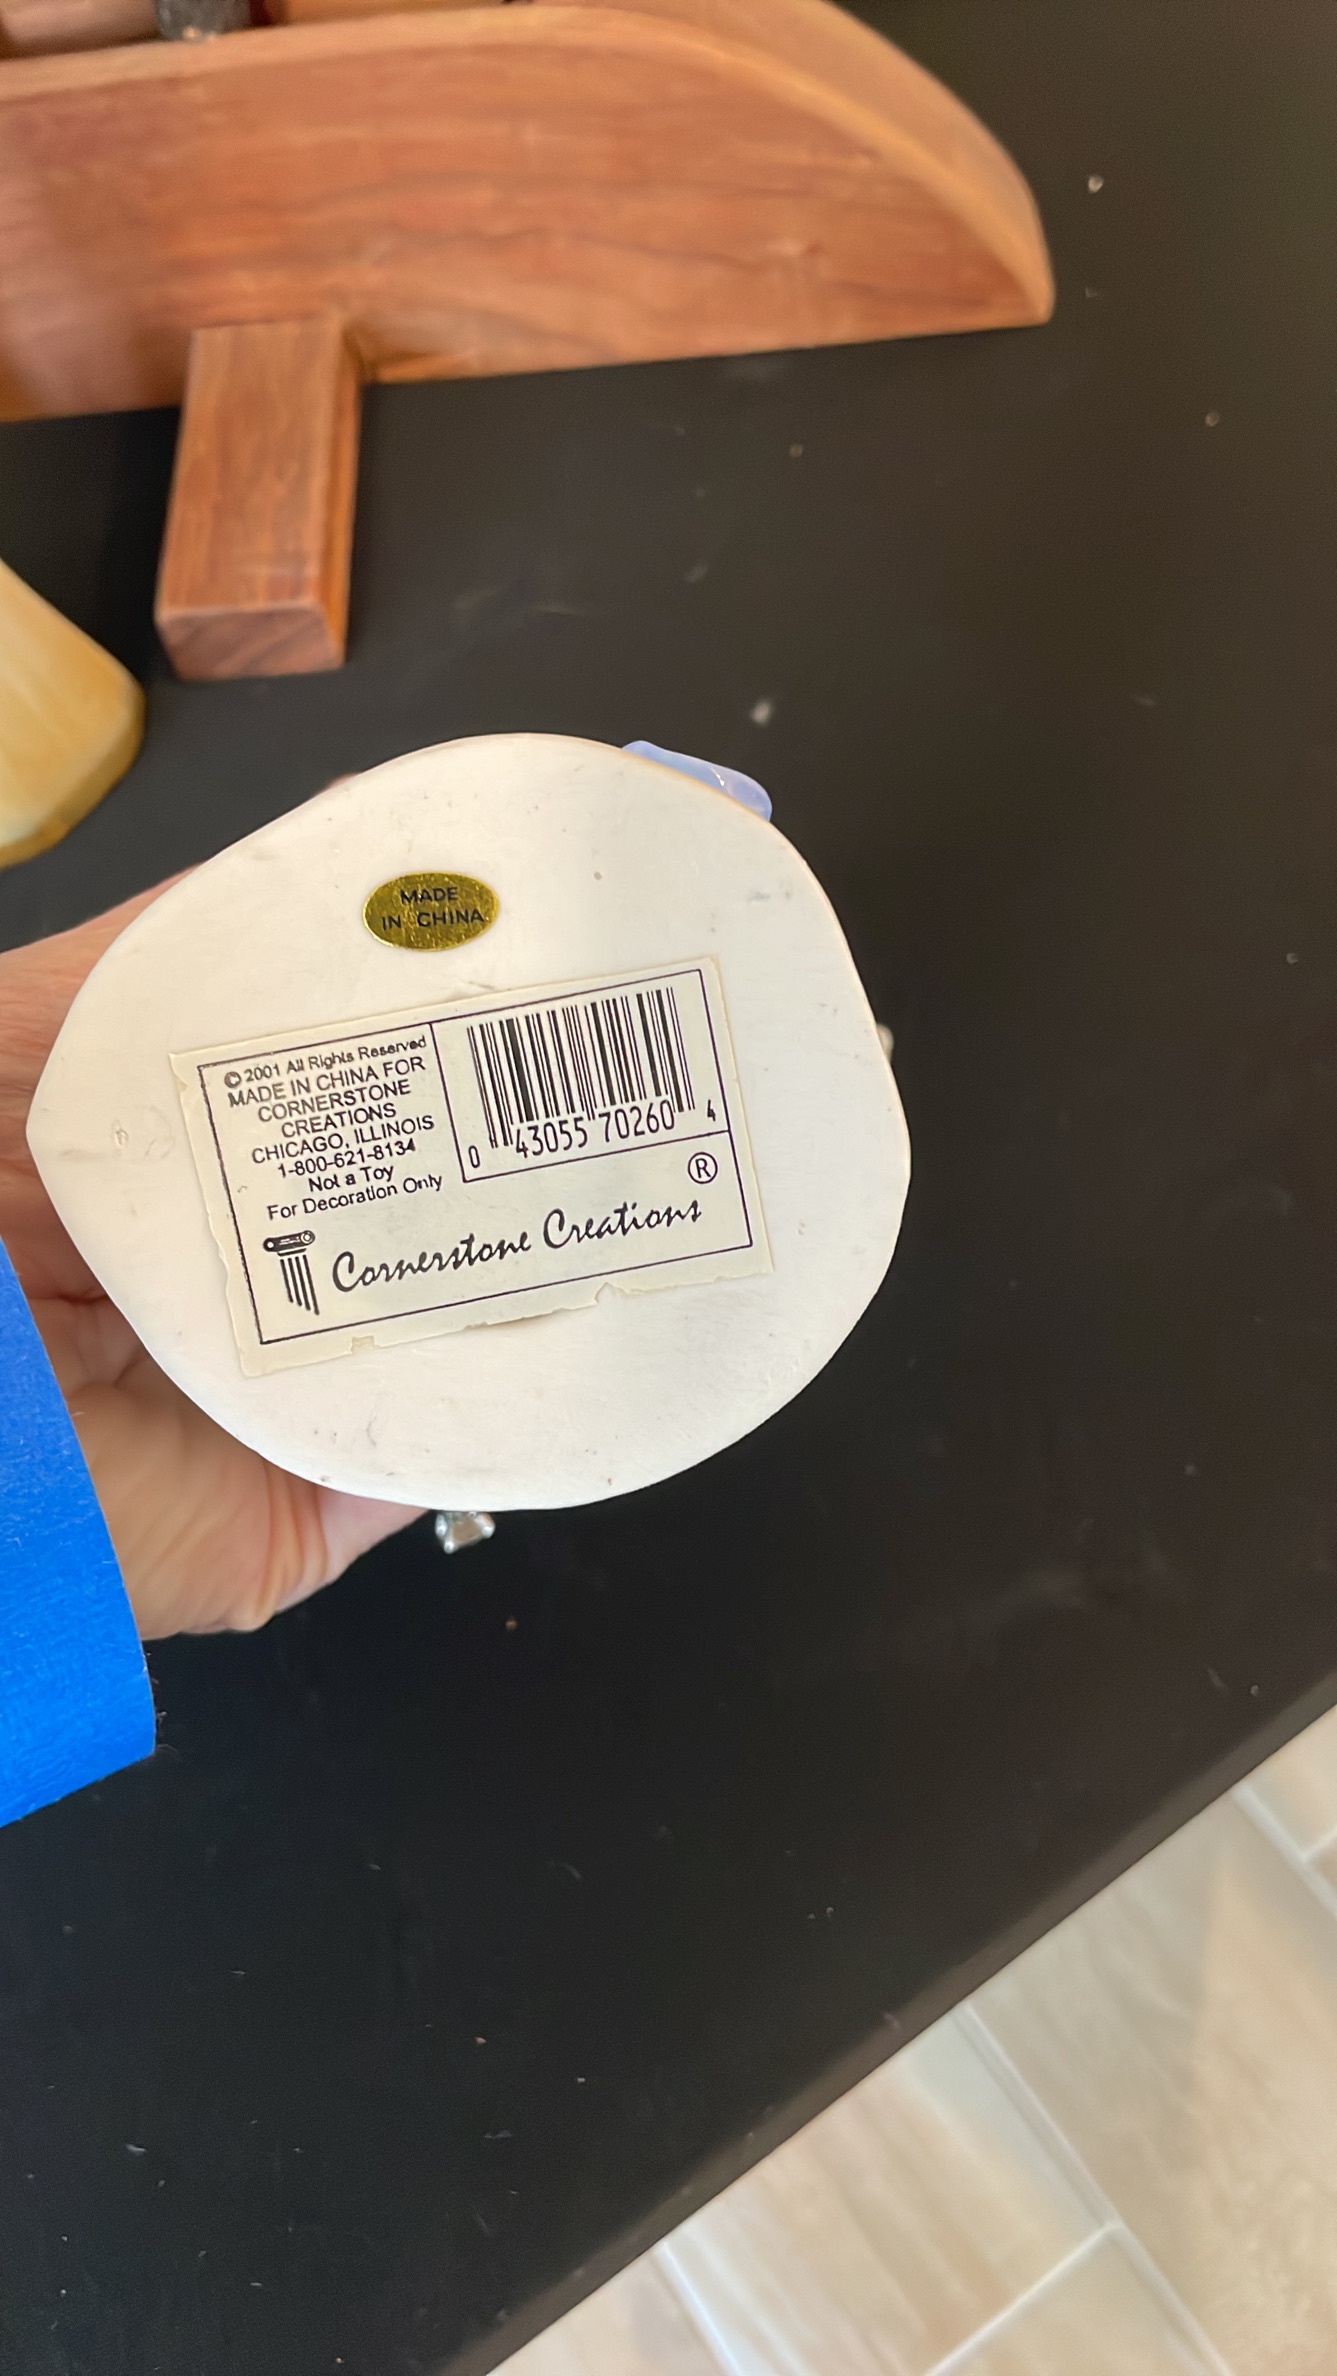 MADE
IN CHINA
© 2001 All Rights Reserved
MADE IN CHINA FOR
CORNERSTONE
CREATIONS
CHICAGO, ILLINOIS
1-800-621-8134
Not a Toy
For Decoration Only
0 43055 70260 4
®
Cornerstone Creations